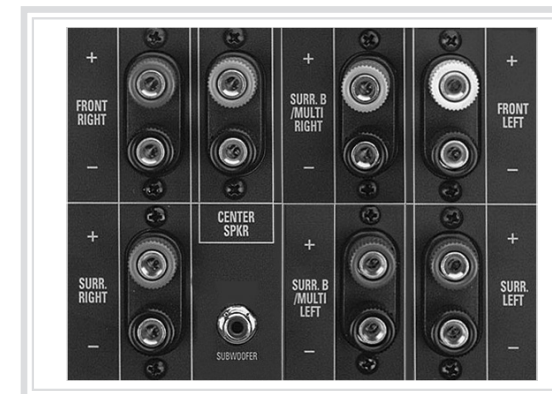 +
FRONT
RIGHT
−
CENTER
SPKR
+
SURR. B
/MULTI
RIGHT
−
+
FRONT
LEFT
−
+
SURR.
RIGHT
−
SUBWOOFER
+
SURR. B
/MULTI
LEFT
−
+
SURR.
LEFT
−